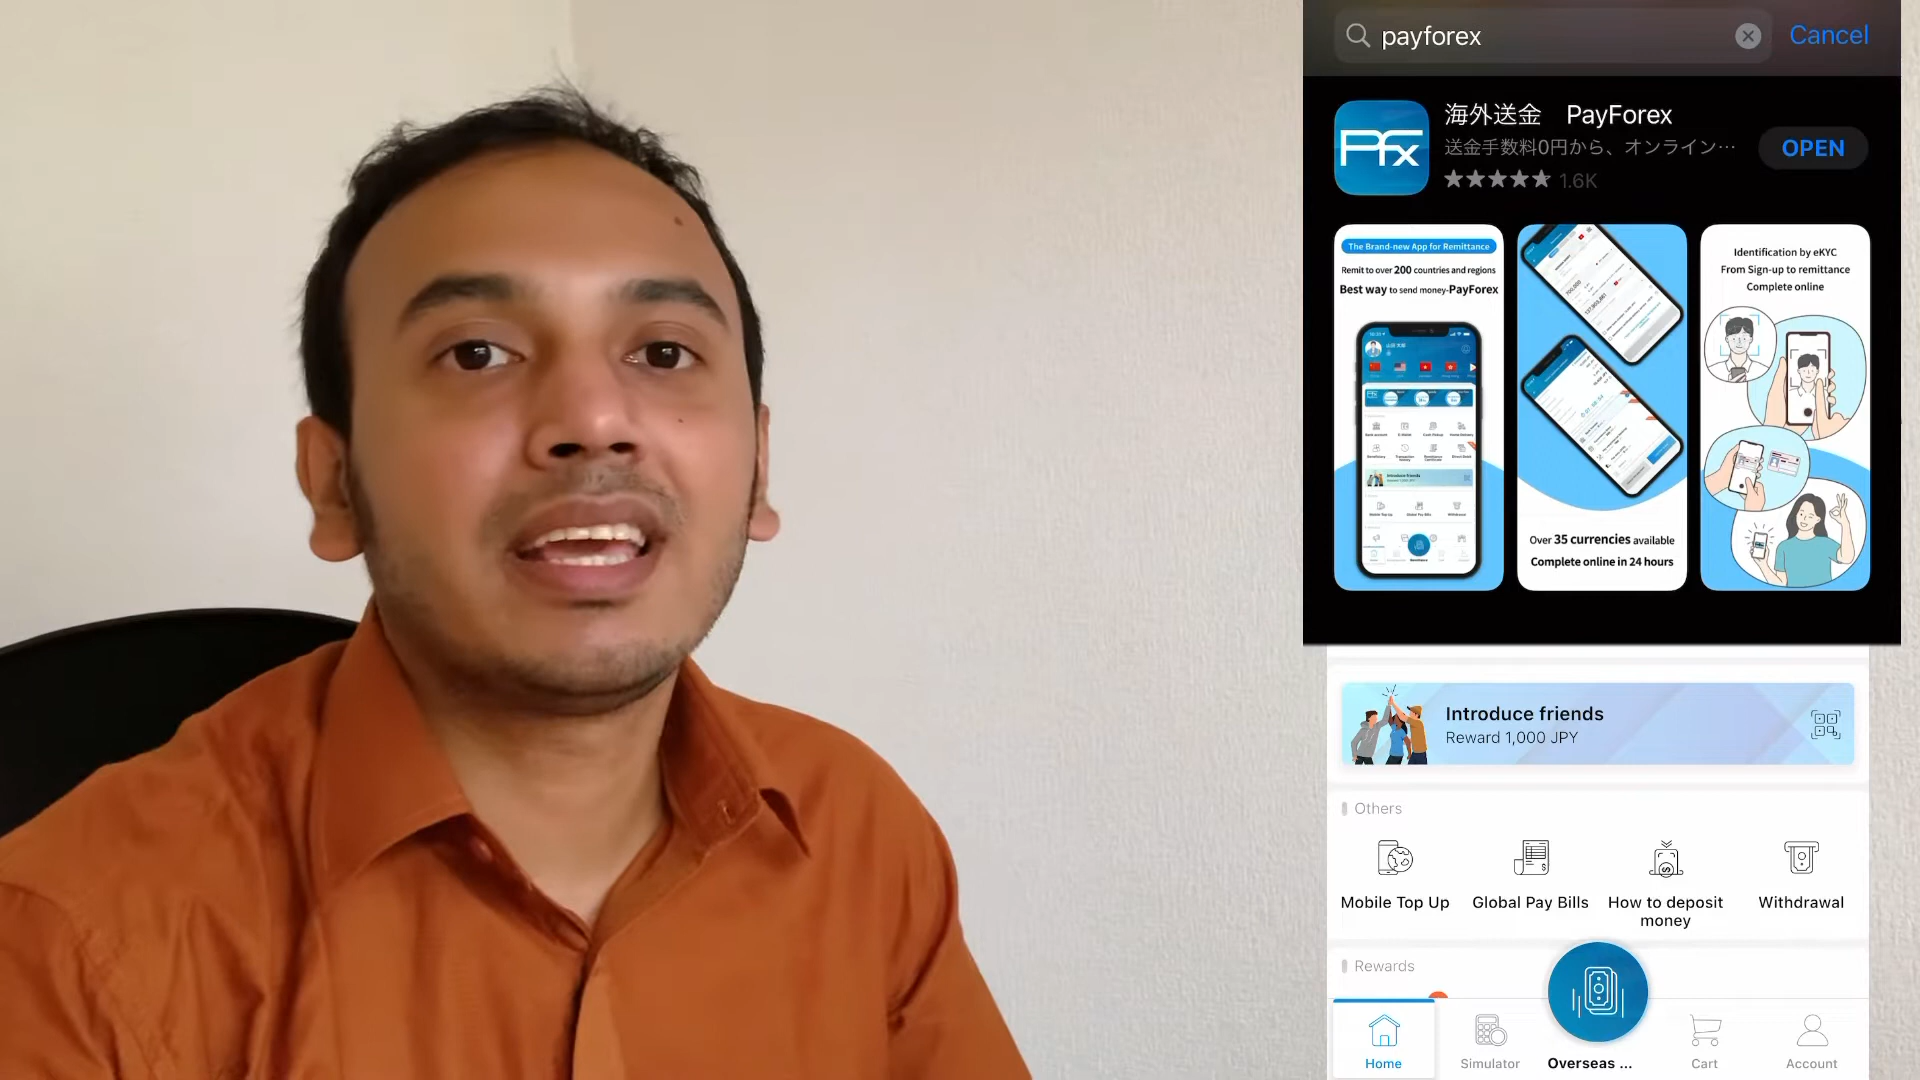 payforex
Cancel
海外送金 PayForex
送金手数料0円から、オンライン…
OPEN
1.6K
PFx
The Brand-new App for Remittance
Remit to over 200 countries and regions
Best way to send money-PayForex
Over 35 currencies available
Complete online in 24 hours
Identification by eKYC
From Sign-up to remittance
Complete online
Introduce friends
Reward 1,000 JPY
Others
Mobile Top Up
Global Pay Bills
How to deposit
money
Withdrawal
Rewards
Home
Simulator
Overseas ...
Cart
Account